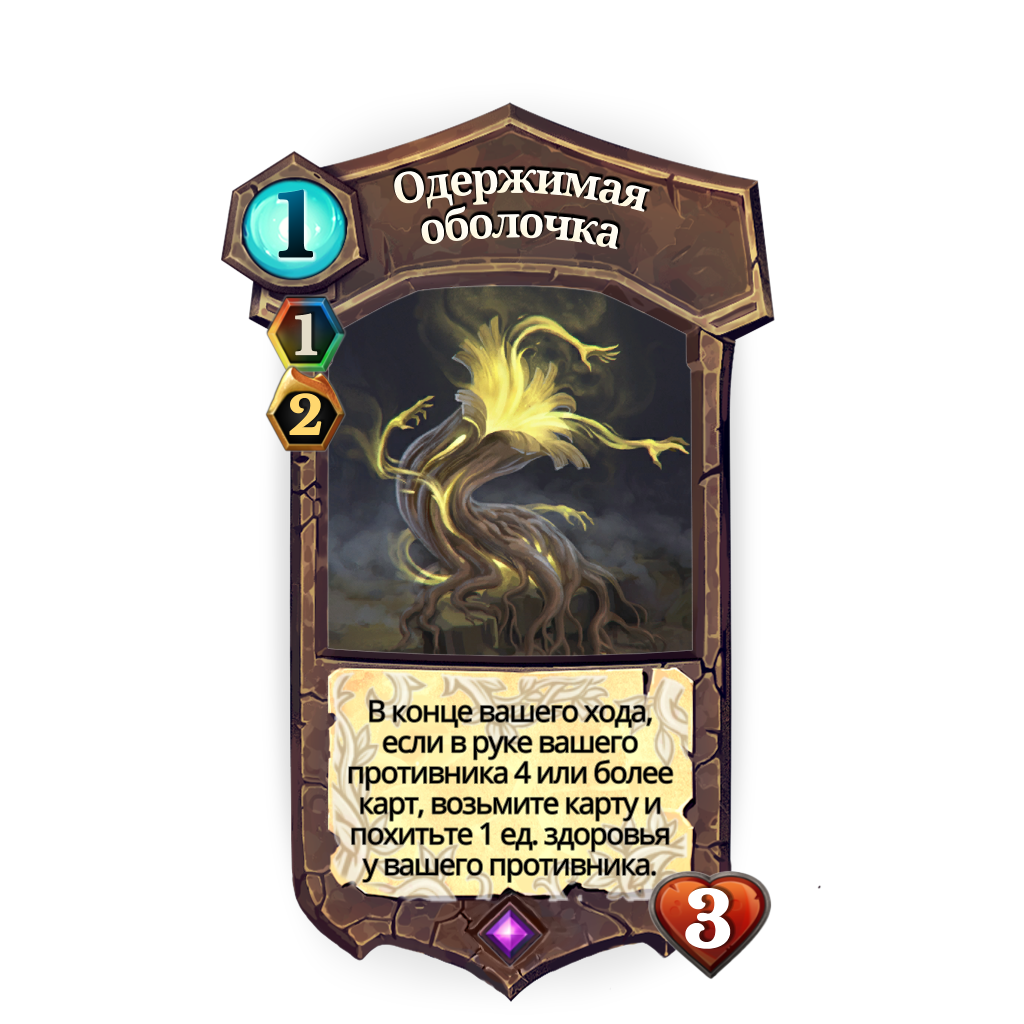 Одержимая
оболочка
1
1
2
В конце вашего хода,
если в руке вашего
противника 4 или более
карт, возьмите карту и
похитьте 1 ед. здоровья
у вашего противника.
3